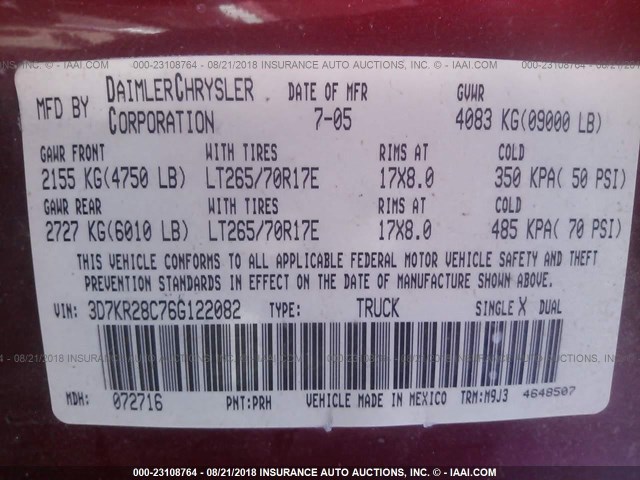 000-23108764 - 08/21/2018 INSURANCE AUTO AUCTIONS, INC. © - IAAI.COM
MFD BY DAIMLERCHRYSLER CORPORATION DATE OF MFR 7-05 GVWR 4083 KG(09000 LB)
GAWR FRONT WITH TIRES RIMS AT COLD
2155 KG(4750 LB) LT265/70R17E 17X8.0 350 KPA( 50 PSI)
GAWR REAR WITH TIRES RIMS AT COLD
2727 KG(6010 LB) LT265/70R17E 17X8.0 485 KPA( 70 PSI)
THIS VEHICLE CONFORMS TO ALL APPLICABLE FEDERAL MOTOR VEHICLE SAFETY AND THEFT
PREVENTION STANDARDS IN EFFECT ON THE DATE OF MANUFACTURE SHOWN ABOVE.
VIN: 3D7KR28C76G122082 TYPE: TRUCK SINGLE X DUAL
MDH: 072716 PNT:PRH VEHICLE MADE IN MEXICO TRM:M9J3 4648507
000-23108764 - 08/21/2018 INSURANCE AUTO AUCTIONS, INC. © - IAAI.COM